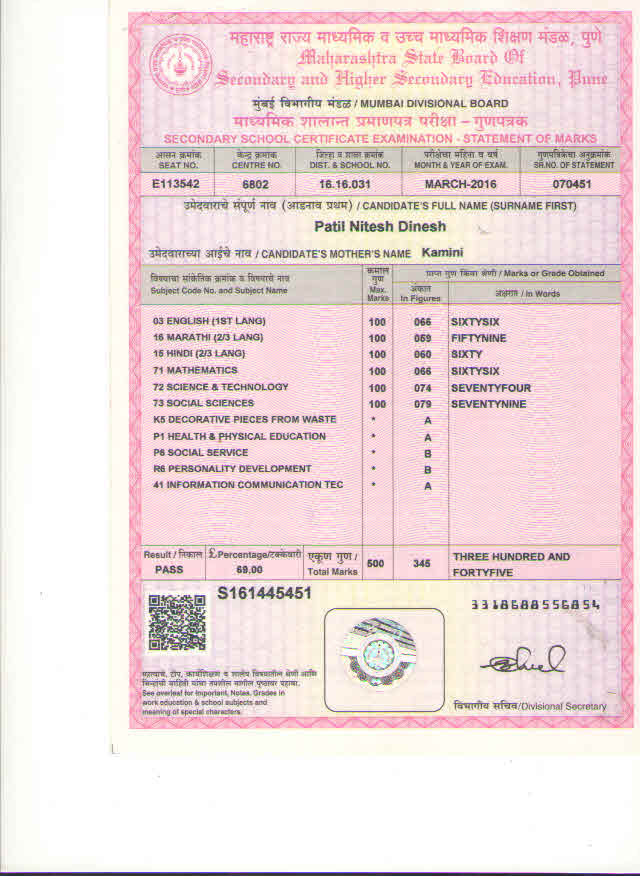 महाराष्ट्र राज्य माध्यमिक व उच्च माध्यमिक शिक्षण मंडळ, पुणे
Maharashtra State Board Of
Secondary and Higher Secondary Education, Pune
मुंबई विभागीय मंडळ / MUMBAI DIVISIONAL BOARD
माध्यमिक शालान्त प्रमाणपत्र परीक्षा – गुणपत्रक
SECONDARY SCHOOL CERTIFICATE EXAMINATION - STATEMENT OF MARKS
आसन क्रमांक केन्द्र क्रमांक जिल्हा व शाळा क्रमांक परीक्षेचा महिना व वर्ष गुणपत्रिकेचा अनुक्रमांक
SEAT NO. CENTRE NO. DIST. & SCHOOL NO. MONTH & YEAR OF EXAM. SR.NO. OF STATEMENT
E113542 6802 16.16.031 MARCH-2016 070451
उमेदवाराचे संपूर्ण नाव (आडनाव प्रथम) / CANDIDATE'S FULL NAME (SURNAME FIRST)
Patil Nitesh Dinesh
उमेदवाराच्या आईचे नाव / CANDIDATE'S MOTHER'S NAME Kamini
विषयाचा सांकेतिक क्रमांक व विषयाचे नाव
Subject Code No. and Subject Name
कमाल
गुण
Max.
Marks
प्राप्त गुण किंवा श्रेणी / Marks or Grade Obtained
अंकात
In Figures
अक्षरात / In Words
03 ENGLISH (1ST LANG) 100 066 SIXTYSIX
16 MARATHI (2/3 LANG) 100 059 FIFTYNINE
15 HINDI (2/3 LANG) 100 060 SIXTY
71 MATHEMATICS 100 066 SIXTYSIX
72 SCIENCE & TECHNOLOGY 100 074 SEVENTYFOUR
73 SOCIAL SCIENCES 100 079 SEVENTYNINE
K5 DECORATIVE PIECES FROM WASTE * A
P1 HEALTH & PHYSICAL EDUCATION * A
P6 SOCIAL SERVICE * B
R6 PERSONALITY DEVELOPMENT * B
41 INFORMATION COMMUNICATION TEC * A
Result / निकाल £.Percentage/टक्केवारी एकूण गुण / 500 345 THREE HUNDRED AND
PASS 69.00 Total Marks FORTYFIVE
S161445451
3318688556854
महत्वाचे, टीप, कार्यशिक्षण व शालेय विषयातील श्रेणी आणि
चिन्हांची माहिती यांचा तपशील मागील पृष्ठावर पहावा.
See overleaf for Important, Notas. Grades in
work education & school subjects and
meaning of special characters.
विभागीय सचिव/Divisional Secretary